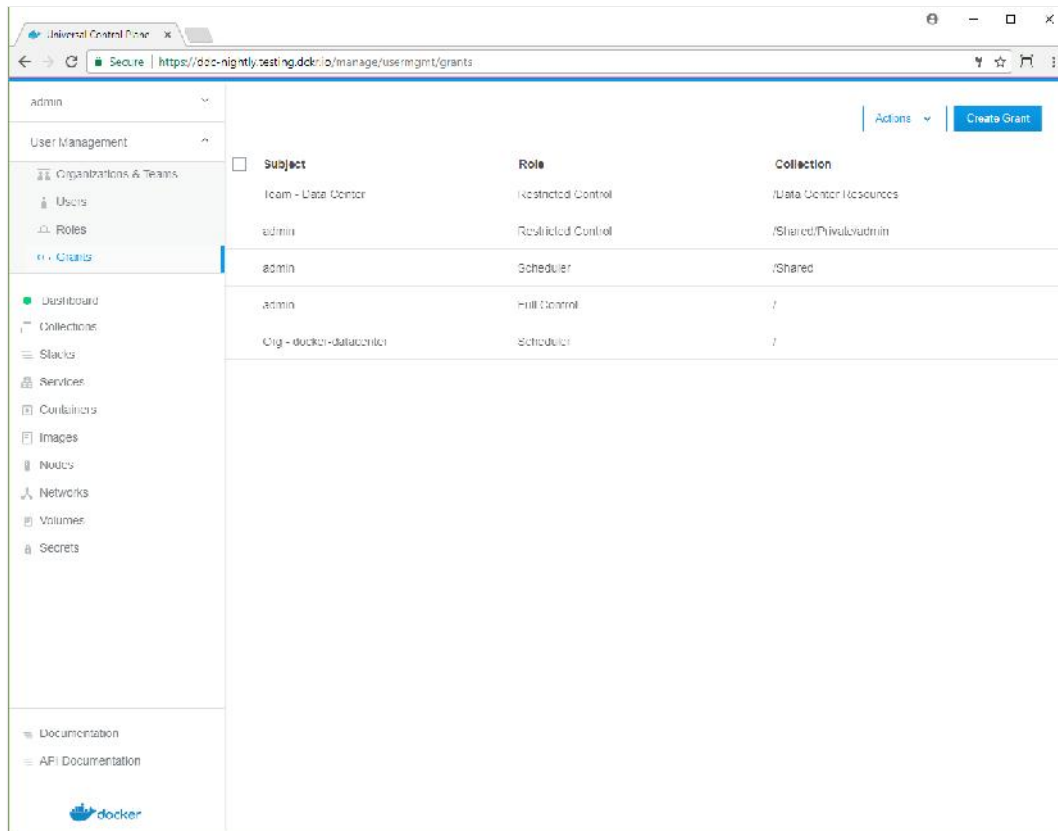 Universal Control Plane
Secure | https://ddc-nightly.testing.dckr.io/manage/usermgmt/grants
admin
Actions
Create Grant
User Management
Subject Role Collection
Organizations & Teams
Team - Data Center Restricted Control /Data Center Resources
Users
Roles
admin Restricted Control /Shared/Private/admin
Grants
admin Scheduler /Shared
Dashboard
admin Full Control /
Collections
Org - docker-datacenter Scheduler /
Stacks
Services
Containers
Images
Nodes
Networks
Volumes
Secrets
Documentation
API Documentation
docker